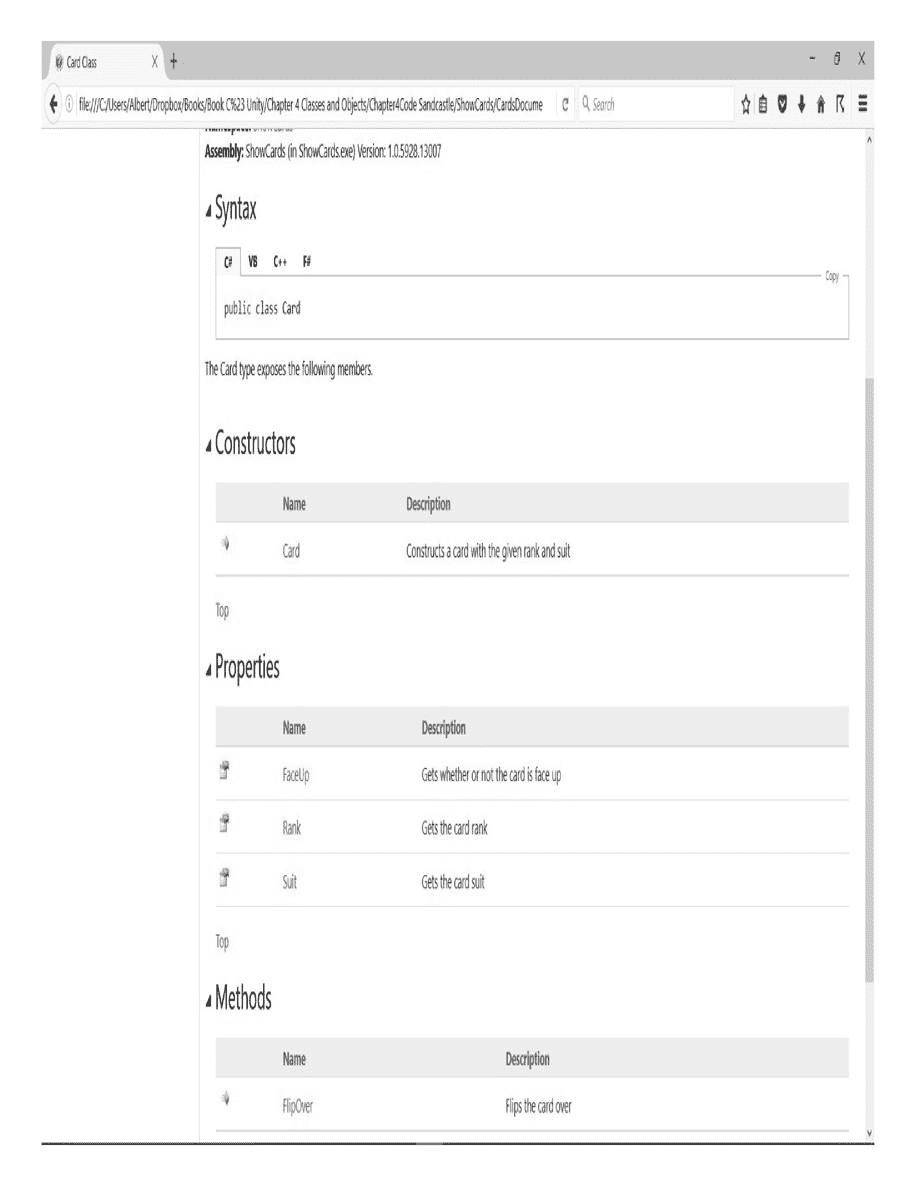 Card Class X +
file:///C:/Users/Albert/Dropbox/Books/Book C%23 Unity/Chapter 4 Classes and Objects/Chapter4Code Sandcastle/ShowCards/CardsDocume Search
Assembly: ShowCards (in ShowCards.exe) Version: 1.0.5928.13007
Syntax
C# VB C++ F#
Copy
public class Card
The Card type exposes the following members.
Constructors
Name Description
Card Constructs a card with the given rank and suit
Top
Properties
Name Description
FaceUp Gets whether or not the card is face up
Rank Gets the card rank
Suit Gets the card suit
Top
Methods
Name Description
FlipOver Flips the card over